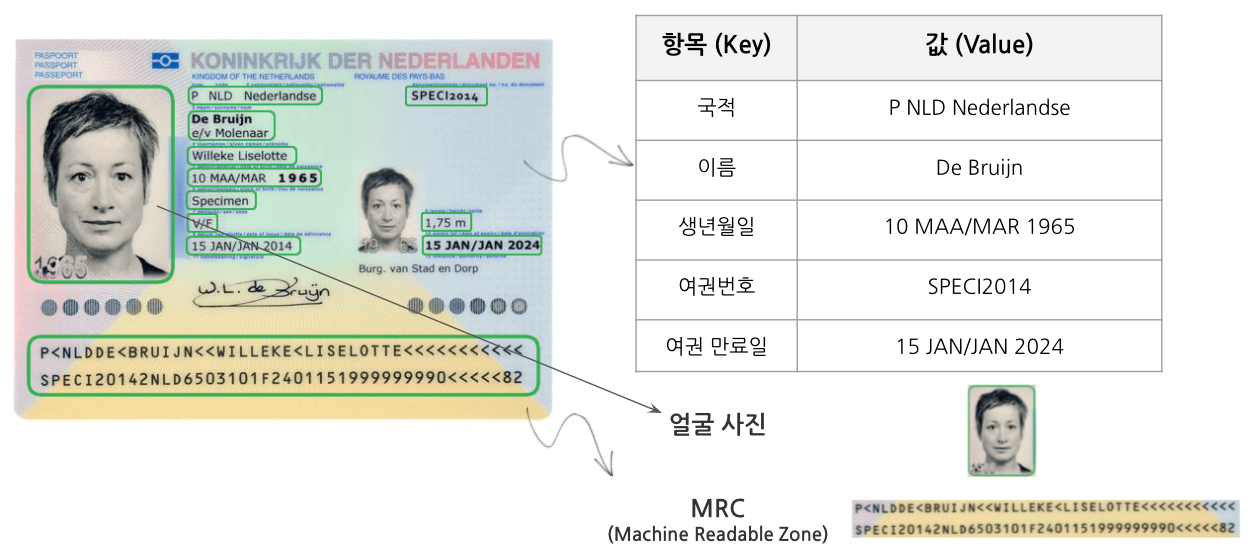 PASPOORT
PASSPORT
PASSEPORT
KONINKRIJK DER NEDERLANDEN
KINGDOM OF THE NETHERLANDS
ROYAUME DES PAYS-BAS
P NLD Nederlandse
SPECI2014
De Bruijn
e/v Molenaar
Willeke Liselotte
10 MAA/MAR 1965
Specimen
V/F
1,75 m
15 JAN/JAN 2014
15 JAN/JAN 2024
Burg. van Stad en Dorp
1965
19 65
W.L. de Bruijn
P<NLDDE<BRUIJN<<WILLEKE<LISELOTTE<<<<<<<<<<<
SPECI20142NLD6503101F2401151999999990<<<<<82
항목 (Key) 값 (Value)
국적 P NLD Nederlandse
이름 De Bruijn
생년월일 10 MAA/MAR 1965
여권번호 SPECI2014
여권 만료일 15 JAN/JAN 2024
얼굴 사진
MRC
(Machine Readable Zone)
P<NLDDE<BRUIJN<<WILLEKE<LISELOTTE<<<<<<<<<<<
SPECI20142NLD6503101F2401151999999990<<<<<82